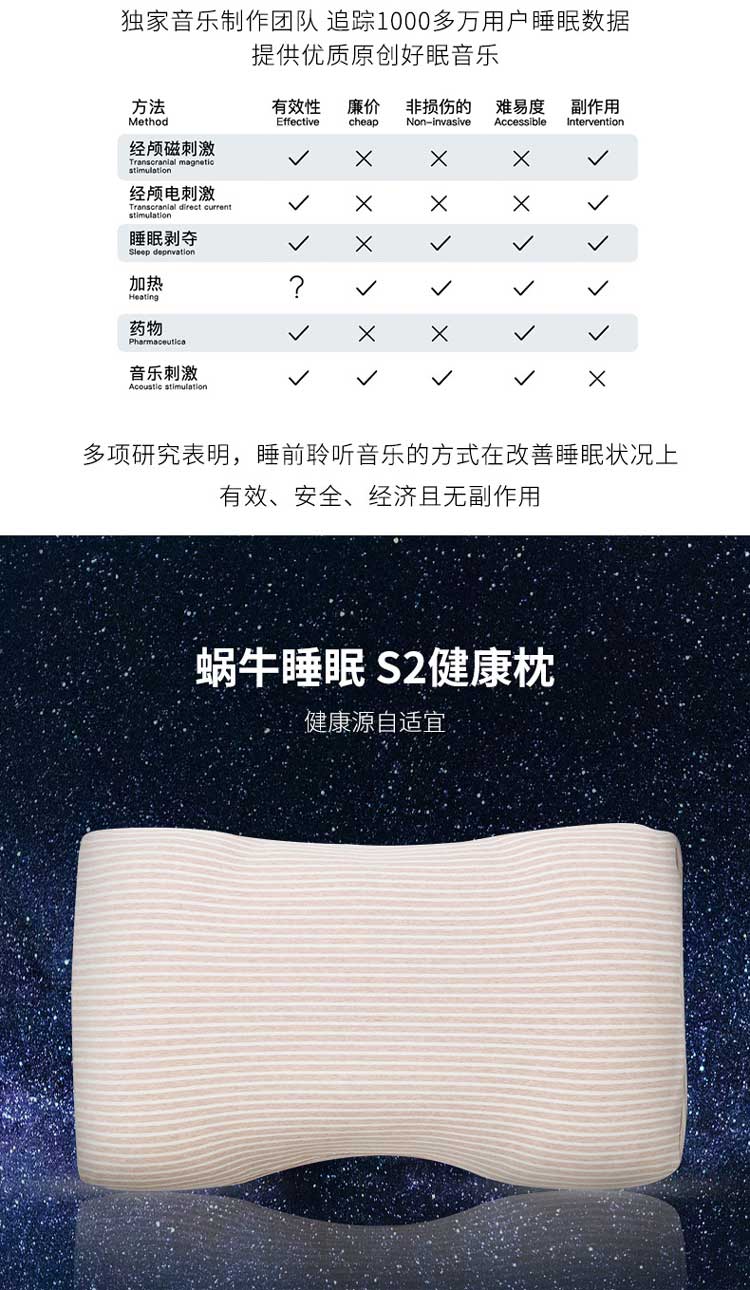 独家音乐制作团队 追踪1000多万用户睡眠数据
提供优质原创好眠音乐
方法 有效性 廉价 非损伤的 难易度 副作用
Method Effective cheap Non-invasive Accessible Intervention
经颅磁刺激 ✓ × × × ✓
Transcranial magnetic
stimulation
经颅电刺激 ✓ × × × ✓
Transcranial direct current
stimulation
睡眠剥夺 ✓ × ✓ ✓ ✓
Sleep depnvation
加热 ? ✓ ✓ ✓ ✓
Heating
药物 ✓ × × ✓ ✓
Pharmaceutica
音乐刺激 ✓ ✓ ✓ ✓ ×
Acoustic stimulation
多项研究表明，睡前聆听音乐的方式在改善睡眠状况上
有效、安全、经济且无副作用
蜗牛睡眠 S2健康枕
健康源自适宜